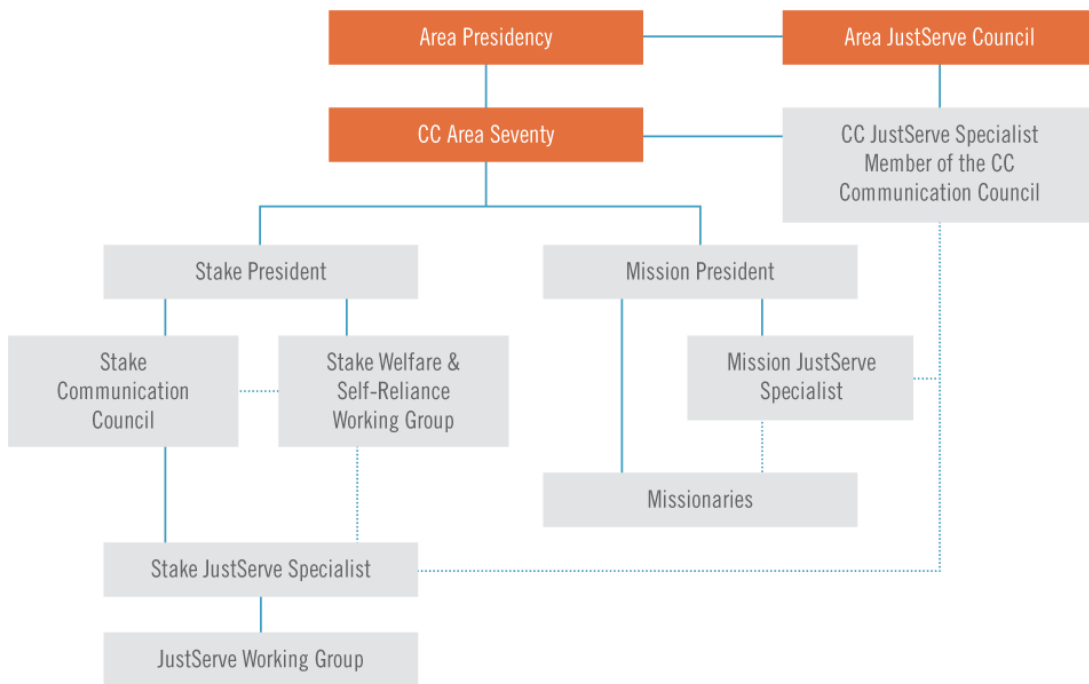 Area Presidency
Area JustServe Council
CC Area Seventy
CC JustServe Specialist
Member of the CC
Communication Council
Stake President
Mission President
Stake
Communication
Council
Stake Welfare &
Self-Reliance
Working Group
Mission JustServe
Specialist
Missionaries
Stake JustServe Specialist
JustServe Working Group